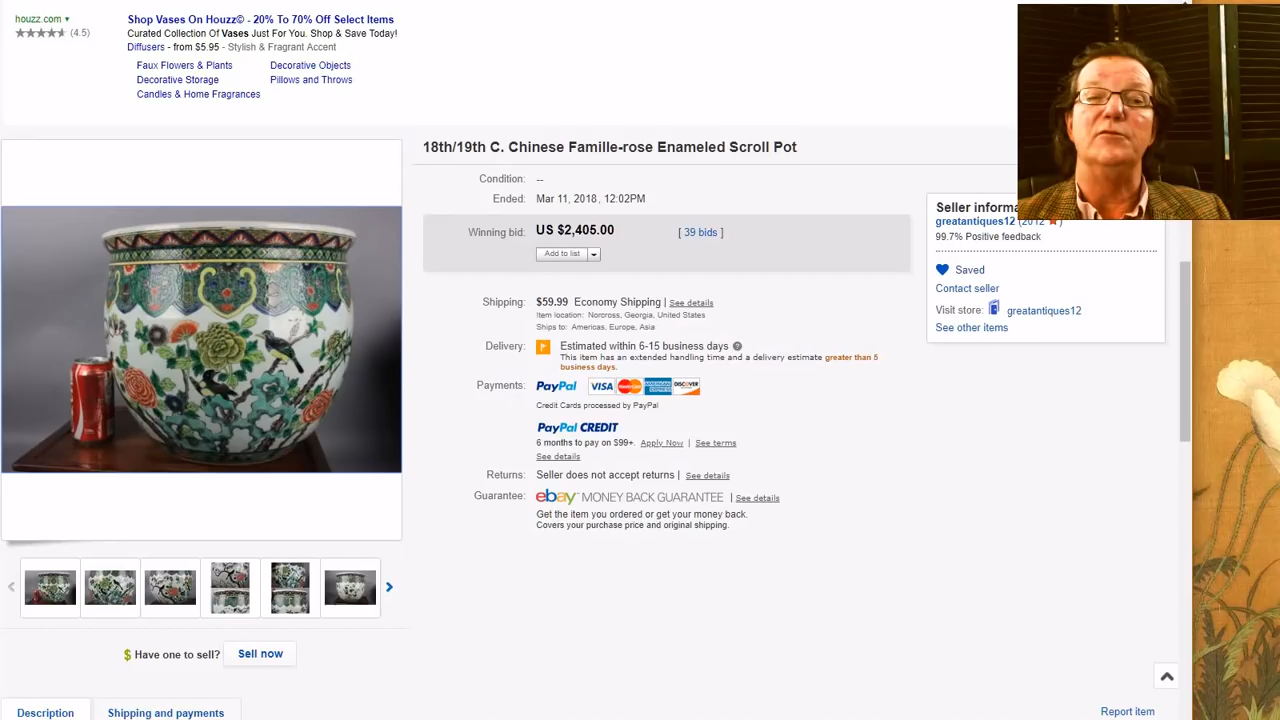 houzz.com
(4.5)
Shop Vases On Houzz© - 20% To 70% Off Select Items
Curated Collection Of Vases Just For You. Shop & Save Today!
Diffusers - from $5.95 - Stylish & Fragrant Accent
Faux Flowers & Plants
Decorative Objects
Decorative Storage
Pillows and Throws
Candles & Home Fragrances
18th/19th C. Chinese Famille-rose Enameled Scroll Pot
Condition: --
Ended: Mar 11, 2018 , 12:02PM
Winning bid: US $2,405.00 [ 39 bids ]
Add to list
Shipping: $59.99 Economy Shipping | See details
Item location: Norcross, Georgia, United States
Ships to: Americas, Europe, Asia
Delivery: Estimated within 6-15 business days
This item has an extended handling time and a delivery estimate greater than 5
business days.
Payments: PayPal VISA MasterCard AMERICAN EXPRESS DISCOVER
Credit Cards processed by PayPal
PayPal CREDIT
6 months to pay on $99+. Apply Now | See terms
See details
Returns: Seller does not accept returns | See details
Guarantee: ebay MONEY BACK GUARANTEE | See details
Get the item you ordered or get your money back.
Covers your purchase price and original shipping.
Seller
greatantiques12 (2012
99.7% Positive feedback
Saved
Contact seller
Visit store: greatantiques12
See other items
Coca-Cola
$ Have one to sell? Sell now
Description
Shipping and payments
Report item